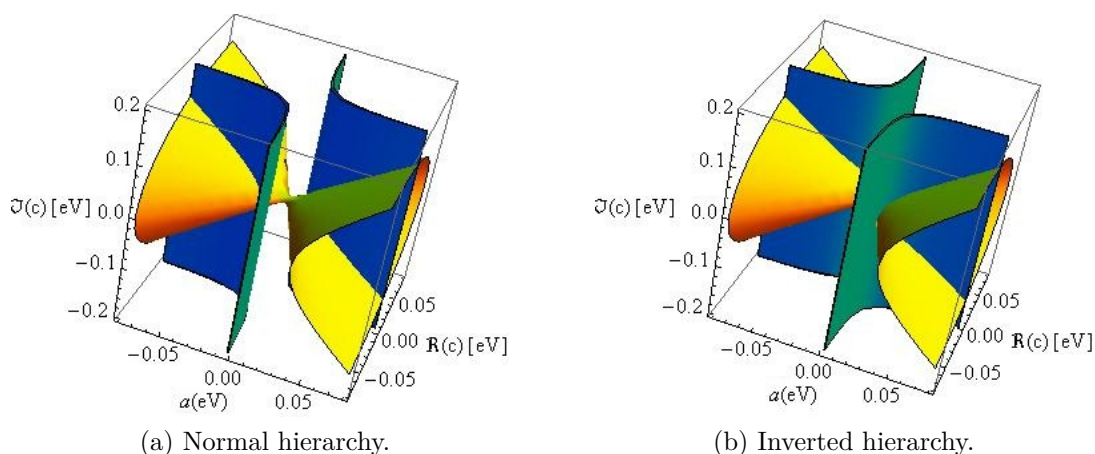 0.2
0.1
ℑ(c)[eV] 0.0
−0.1
−0.2
−0.05
0.00
a(eV)
0.05
0.05
0.00 ℜ(c)[eV]
−0.05
(a) Normal hierarchy.
0.2
0.1
ℑ(c)[eV] 0.0
−0.1
−0.2
−0.05
0.00
a(eV)
0.05
0.05
0.00 ℜ(c)[eV]
−0.05
(b) Inverted hierarchy.